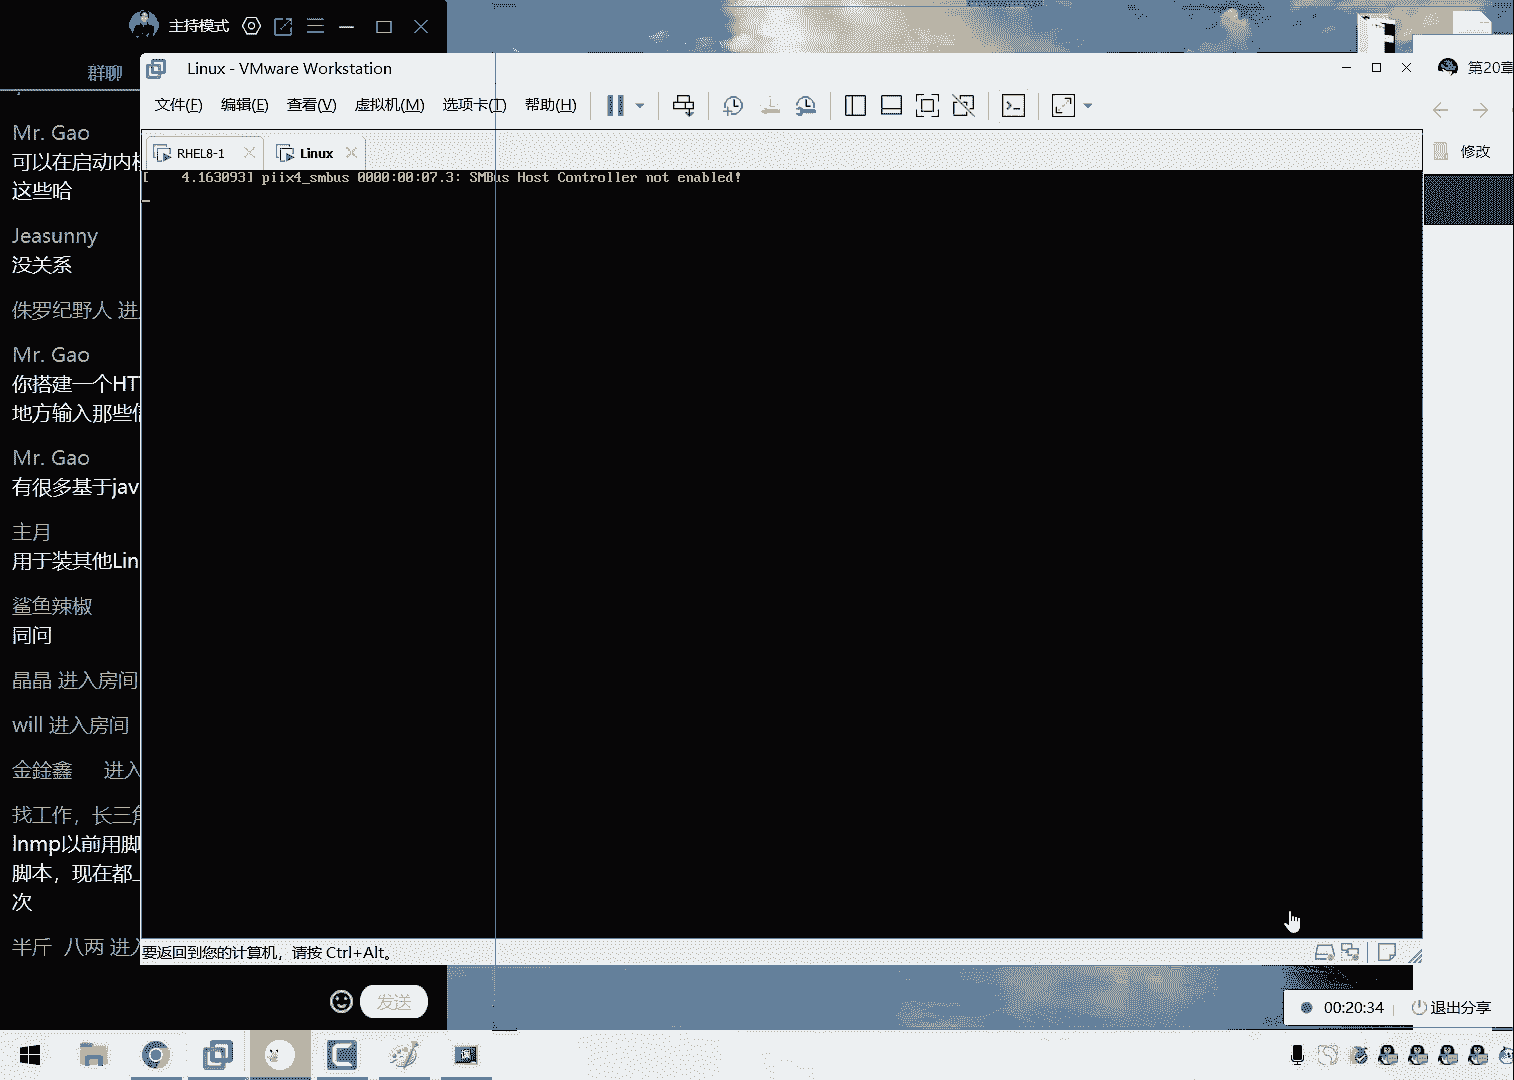 主持模式
群聊
Mr. Gao
可以在启动内
这些哈
Jeasunny
没关系
侏罗纪野人 进
Mr. Gao
你搭建一个HT
地方输入那些
Mr. Gao
有很多基于jav
主月
用于装其他Lin
鲨鱼辣椒
同问
晶晶 进入房间
will 进入房间
金銓鑫 进入
找工作，长三角
lnmp以前用脚
脚本，现在都上
次
半斤 八两 进入
发送
Linux - VMware Workstation
文件(F) 编辑(E) 查看(V) 虚拟机(M) 选项卡(T) 帮助(H)
RHEL8-1
Linux
[ 4.163093] piix4_smbus 0000:00:07.3: SMBus Host Controller not enabled!
要返回到您的计算机，请按 Ctrl+Alt。
第20章
修改
00:20:34
退出分享